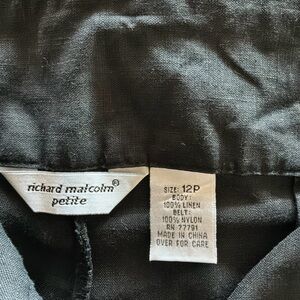 richard malcolm®
petite
SIZE: 12P
BODY:
100% LINEN
BELT:
100% NYLON
RN 77791
MADE IN CHINA
OVER FOR CARE